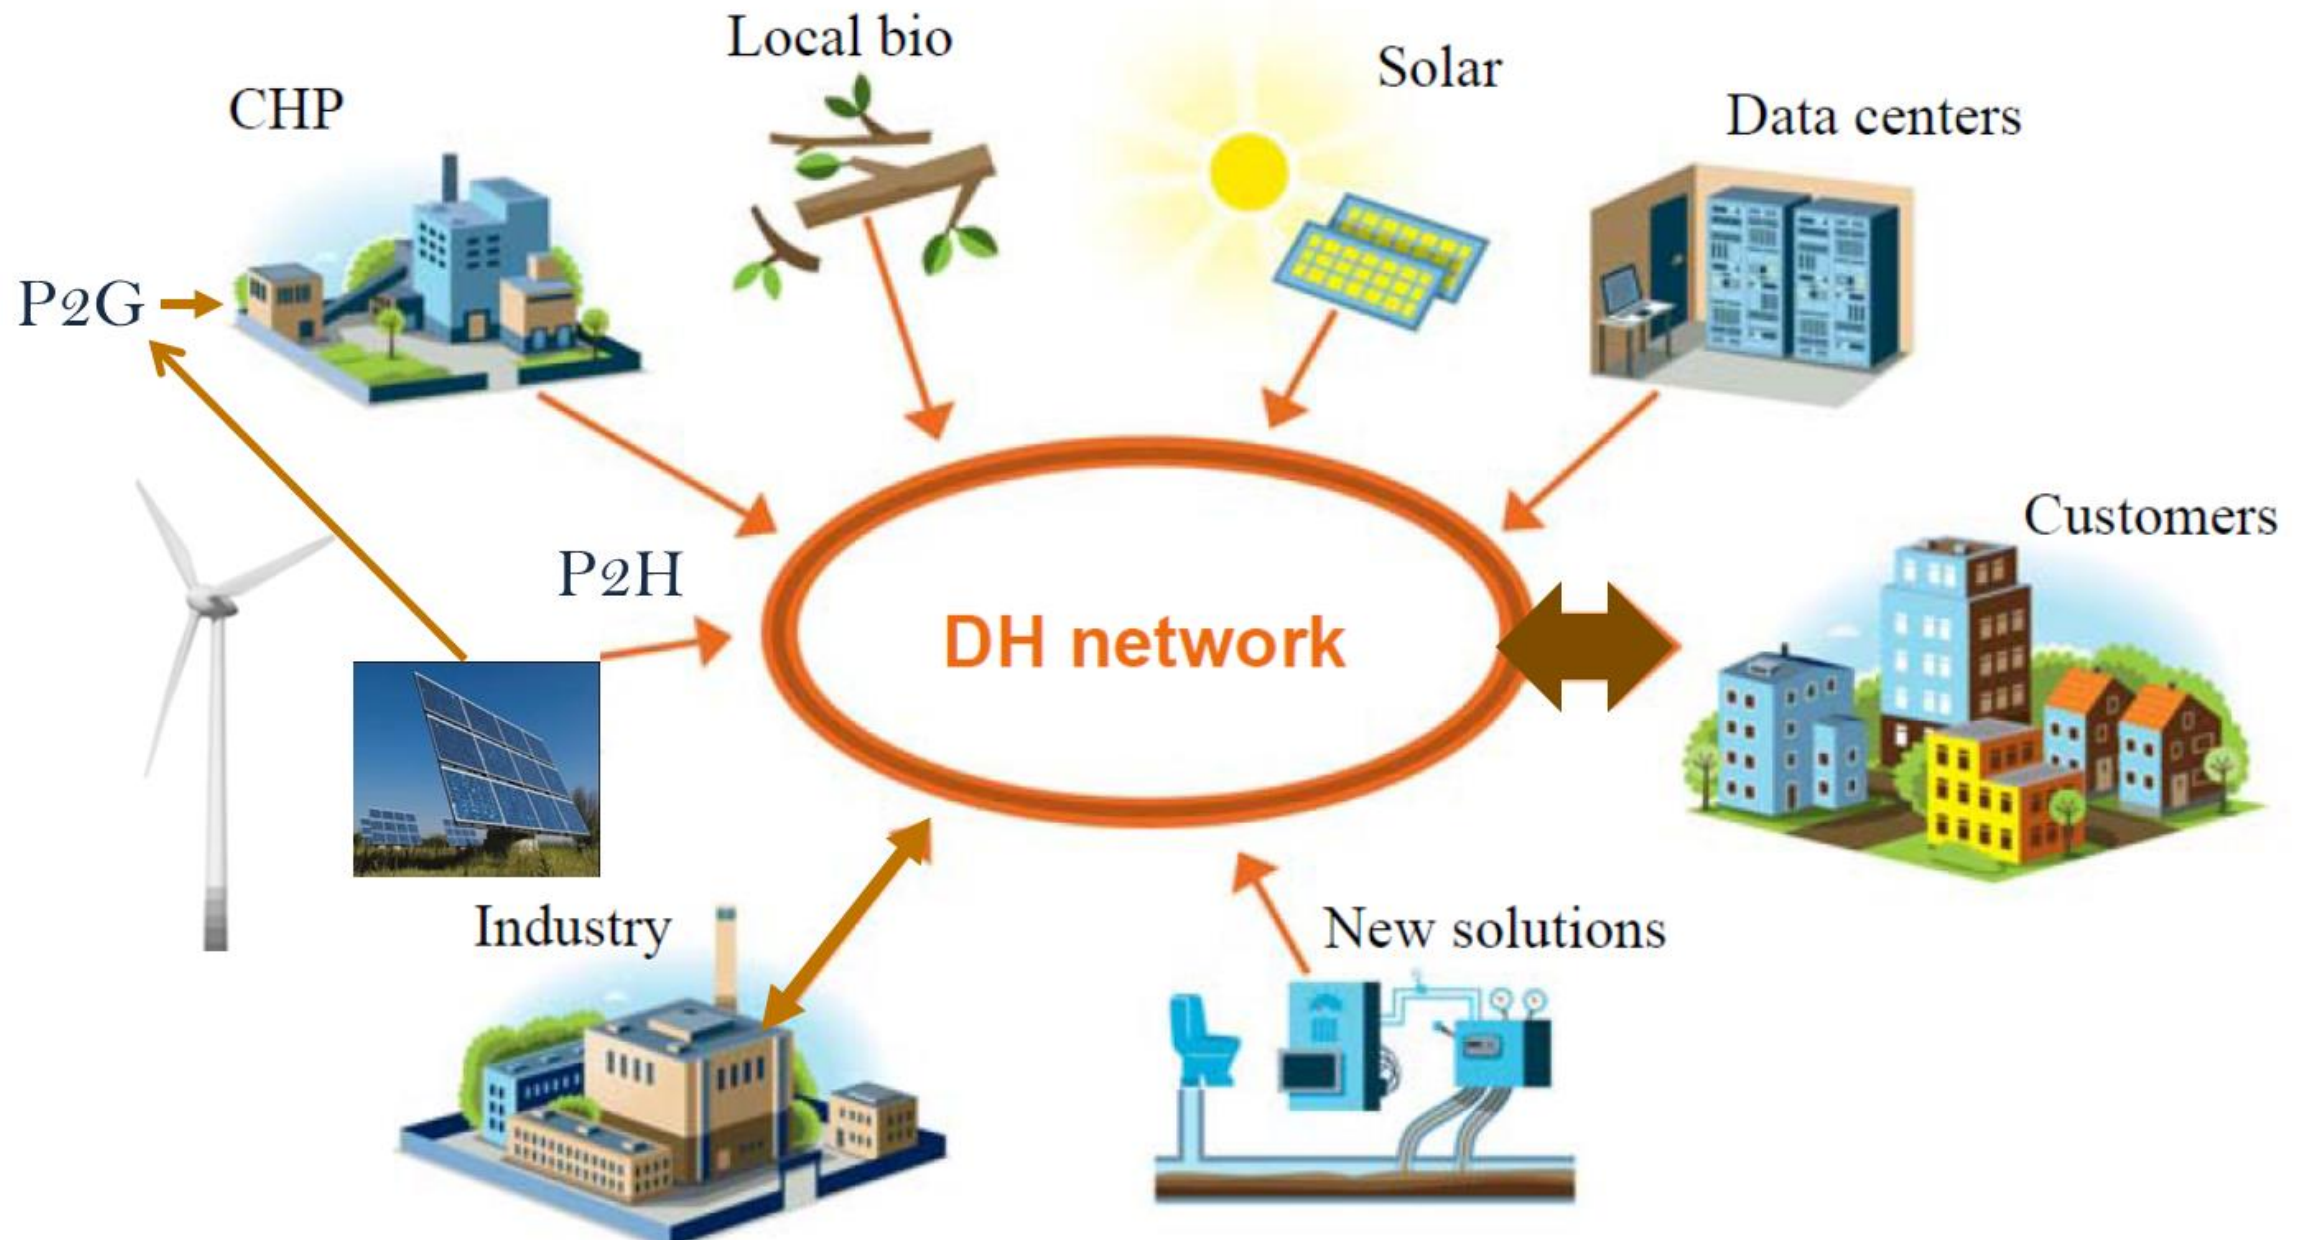 Local bio
Solar
CHP
Data centers
P2G
Customers
P2H
DH network
Industry
New solutions